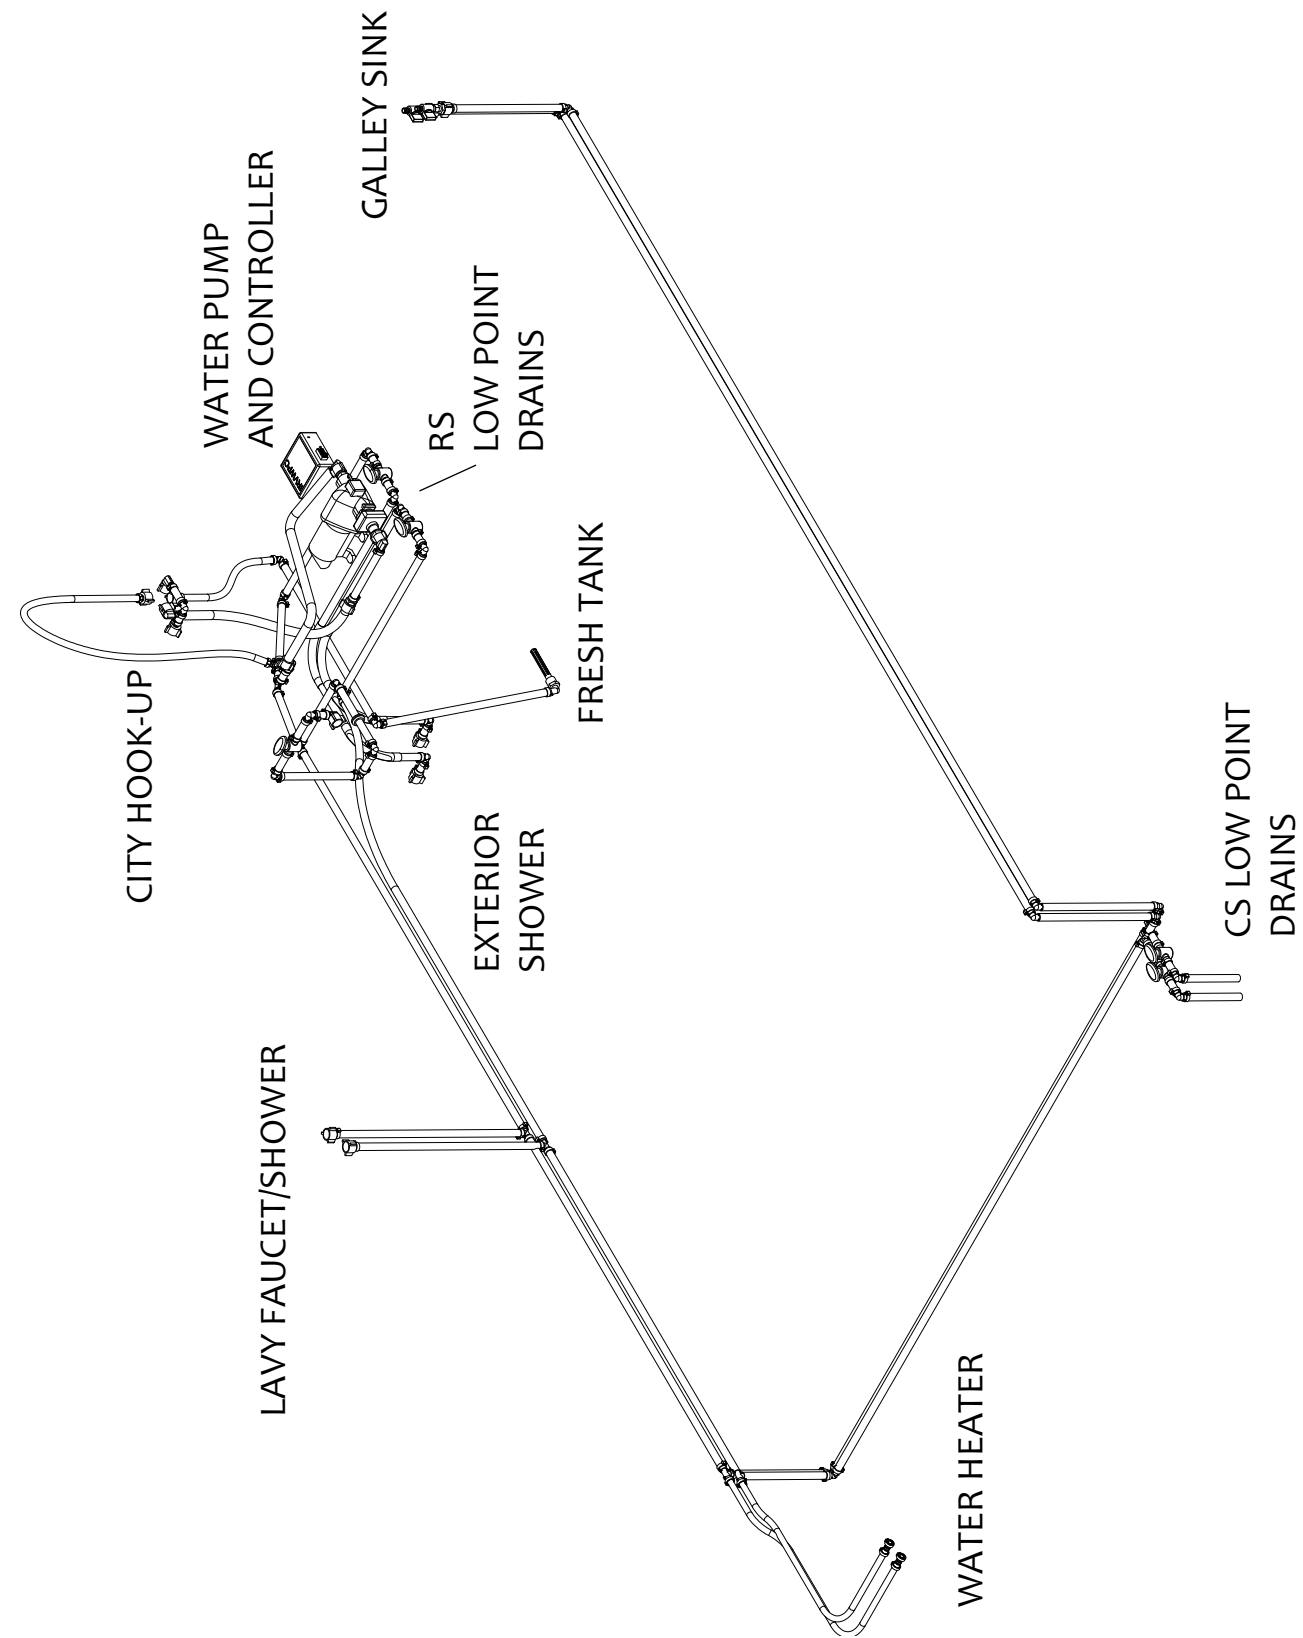 GALLEY SINK
WATER PUMP
AND CONTROLLER
RS
LOW POINT
DRAINS
CITY HOOK-UP
FRESH TANK
EXTERIOR
SHOWER
CS LOW POINT
DRAINS
LAVY FAUCET/SHOWER
WATER HEATER